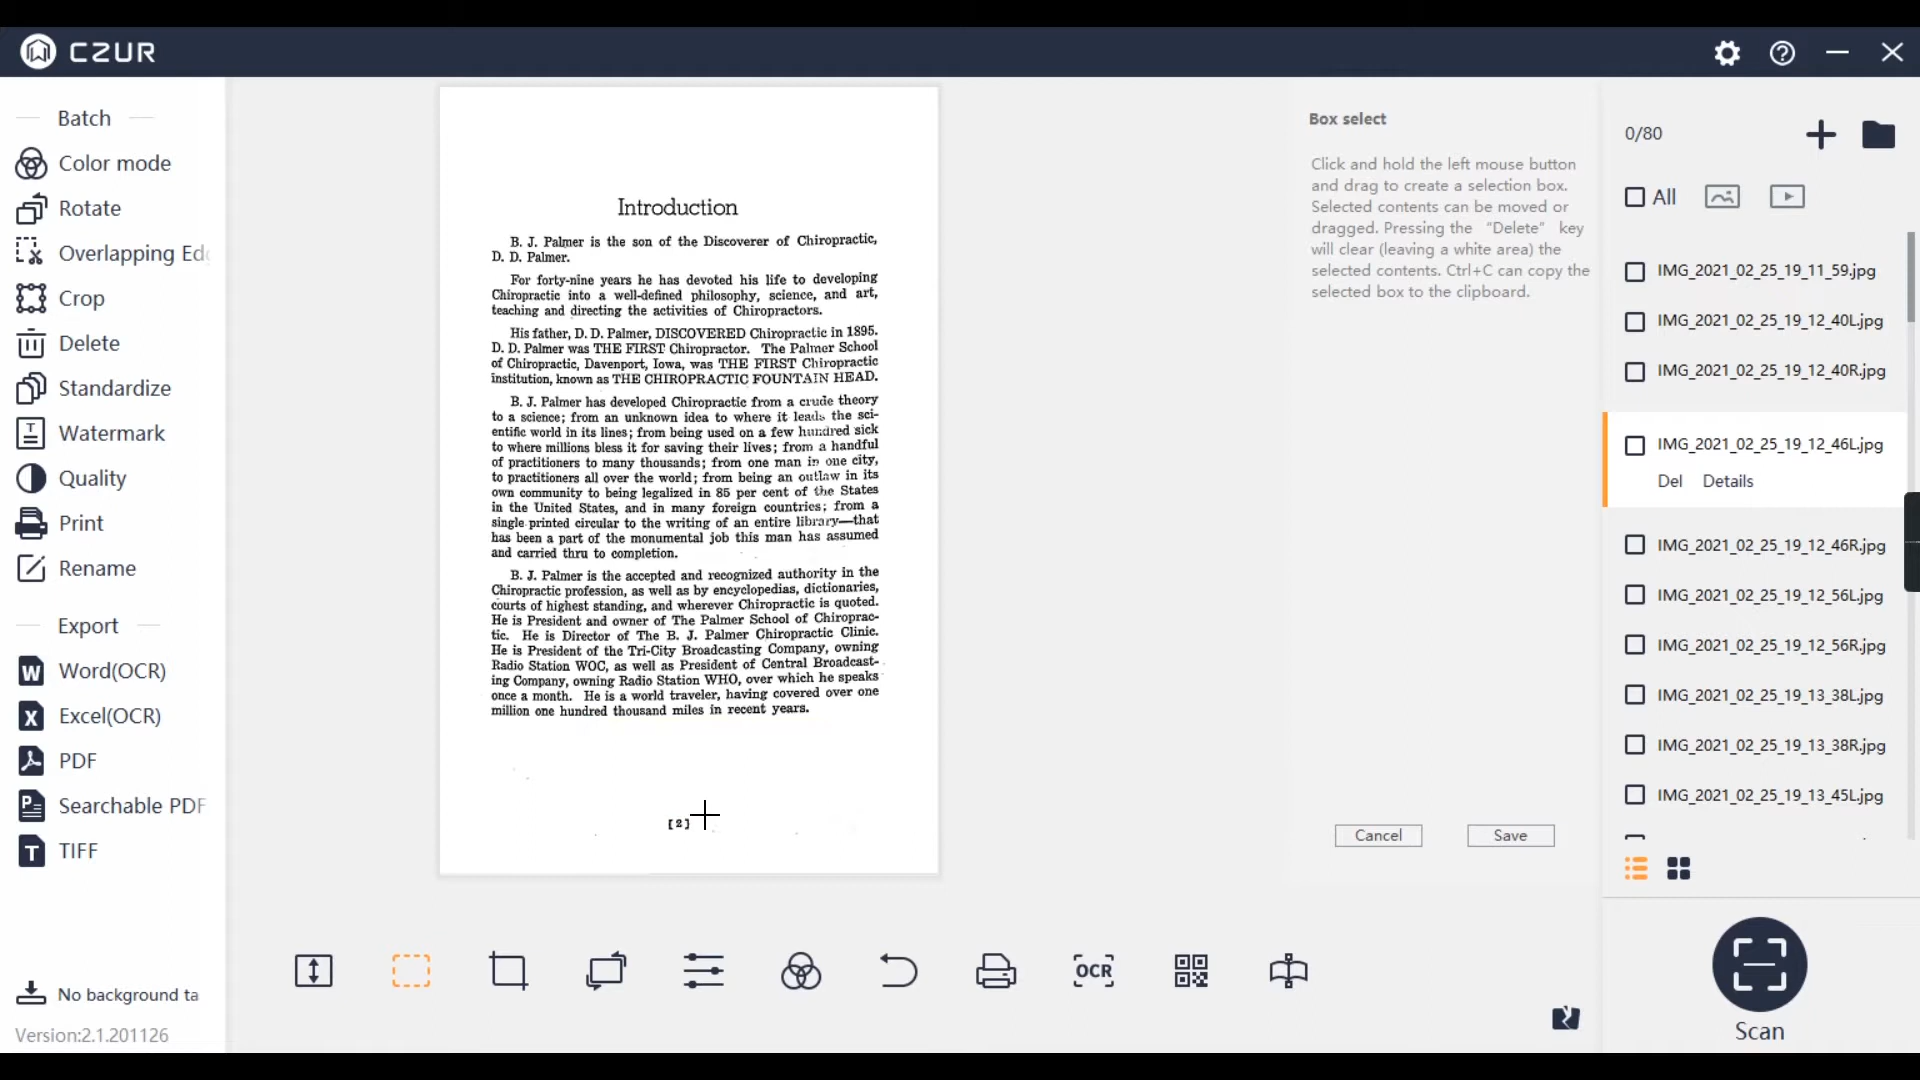 CZUR
Batch
Color mode
Rotate
Overlapping Ed
Crop
Delete
Standardize
Watermark
Quality
Print
Rename
Export
Word(OCR)
Excel(OCR)
PDF
Searchable PDF
TIFF
No background ta
Version:2.1.201126
Introduction
B. J. Palmer is the son of the Discoverer of Chiropractic,
D. D. Palmer.
For forty-nine years he has devoted his life to developing
Chiropractic into a well-defined philosophy, science, and art,
teaching and directing the activities of Chiropractors.
His father, D. D. Palmer, DISCOVERED Chiropractic in 1895.
D. D. Palmer was THE FIRST Chiropractor. The Palmer School
of Chiropractic, Davenport, Iowa, was THE FIRST Chiropractic
institution, known as THE CHIROPRACTIC FOUNTAIN HEAD.
B. J. Palmer has developed Chiropractic from a crude theory
to a science; from an unknown idea to where it leads the sci-
entific world in its lines; from being used on a few hundred sick
to where millions bless it for saving their lives; from a handful
of practitioners to many thousands; from one man in one city,
to practitioners all over the world; from being an outlaw in its
own community to being legalized in 85 per cent of the States
in the United States, and in many foreign countries; from a
single printed circular to the writing of an entire library—that
has been a part of the monumental job this man has assumed
and carried thru to completion.
B. J. Palmer is the accepted and recognized authority in the
Chiropractic profession, as well as by encyclopedias, dictionaries,
courts of highest standing, and wherever Chiropractic is quoted.
He is President and owner of The Palmer School of Chiroprac-
tic. He is Director of The B. J. Palmer Chiropractic Clinic.
He is President of the Tri-City Broadcasting Company, owning
Radio Station WOC, as well as President of Central Broadcast-
ing Company, owning Radio Station WHO, over which he speaks
once a month. He is a world traveler, having covered over one
million one hundred thousand miles in recent years.
[2]
OCR
Box select
Click and hold the left mouse button
and drag to create a selection box.
Selected contents can be moved or
dragged. Pressing the "Delete" key
will clear (leaving a white area) the
selected contents. Ctrl+C can copy the
selected box to the clipboard.
Cancel
Save
0/80
All
IMG_2021_02_25_19_11_59.jpg
IMG_2021_02_25_19_12_40L.jpg
IMG_2021_02_25_19_12_40R.jpg
IMG_2021_02_25_19_12_46L.jpg
Del Details
IMG_2021_02_25_19_12_46R.jpg
IMG_2021_02_25_19_12_56L.jpg
IMG_2021_02_25_19_12_56R.jpg
IMG_2021_02_25_19_13_38L.jpg
IMG_2021_02_25_19_13_38R.jpg
IMG_2021_02_25_19_13_45L.jpg
Scan